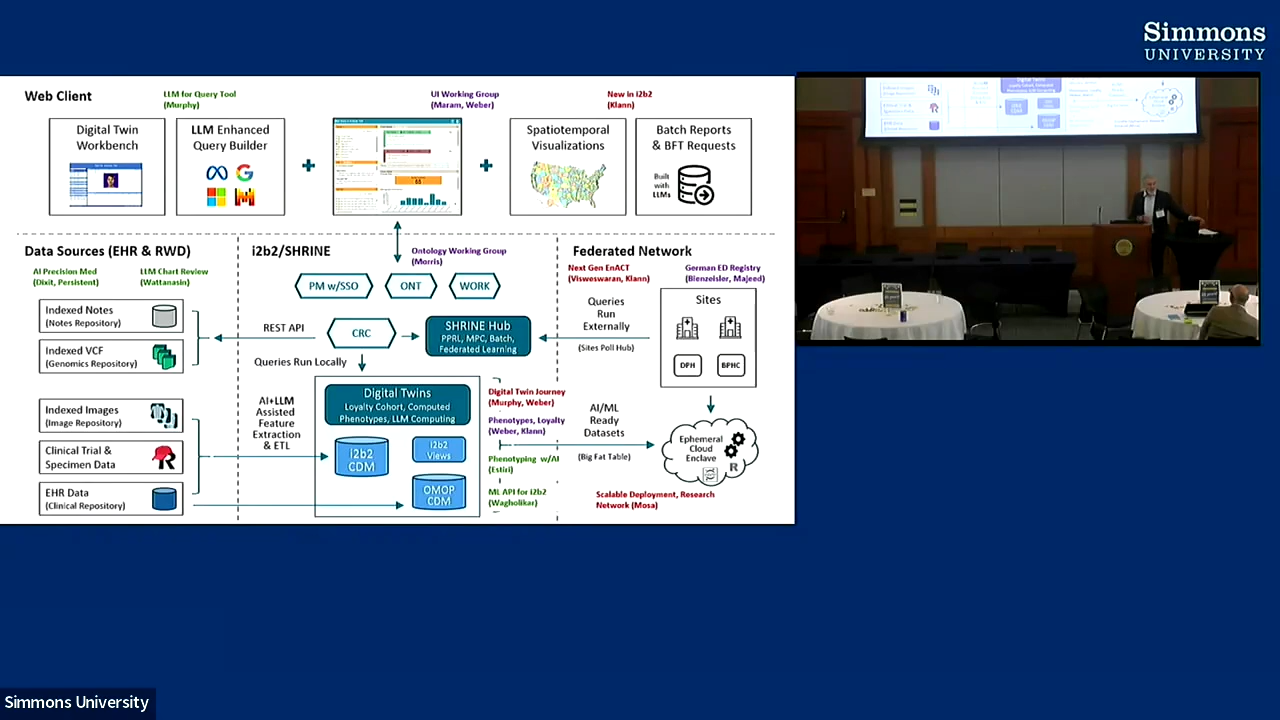 Simmons
UNIVERSITY
Web Client
LLM for Query Tool
(Murphy)
UI Working Group
(Maram, Weber)
New in i2b2
(Klann)
Digital Twin
Workbench
LLM Enhanced
Query Builder
Spatiotemporal
Visualizations
Batch Reports
& BFT Requests
Built
with
LLMs
Data Sources (EHR & RWD)
AI Precision Med
(Dixit, Persistent)
LLM Chart Review
(Wattanasin)
Indexed Notes
(Notes Repository)
Indexed VCF
(Genomics Repository)
Indexed Images
(Image Repository)
Clinical Trial &
Specimen Data
EHR Data
(Clinical Repository)
i2b2/SHRINE
Ontology Working Group
(Morris)
PM w/SSO
ONT
WORK
REST API
CRC
SHRINE Hub
PPRL, MPC, Batch,
Federated Learning
Queries Run Locally
AI+LLM
Assisted
Feature
Extraction
& ETL
Digital Twins
Loyalty Cohort, Computed
Phenotypes, LLM Computing
i2b2
CDM
i2b2
Views
OMOP
CDM
Digital Twin Journey
(Murphy, Weber)
Phenotypes, Loyalty
(Weber, Klann)
Phenotyping w/AI
(Estiri)
ML API for i2b2
(Wagholikar)
Federated Network
Next Gen EnACT
(Visweswaran, Klann)
German ED Registry
(Bienzeisler, Majeed)
Queries
Run
Externally
(Sites Poll Hub)
Sites
DPH
BPHC
AI/ML
Ready
Datasets
(Big Fat Table)
Ephemeral
Cloud
Enclave
R
Scalable Deployment, Research
Network (Mosa)
Simmons University